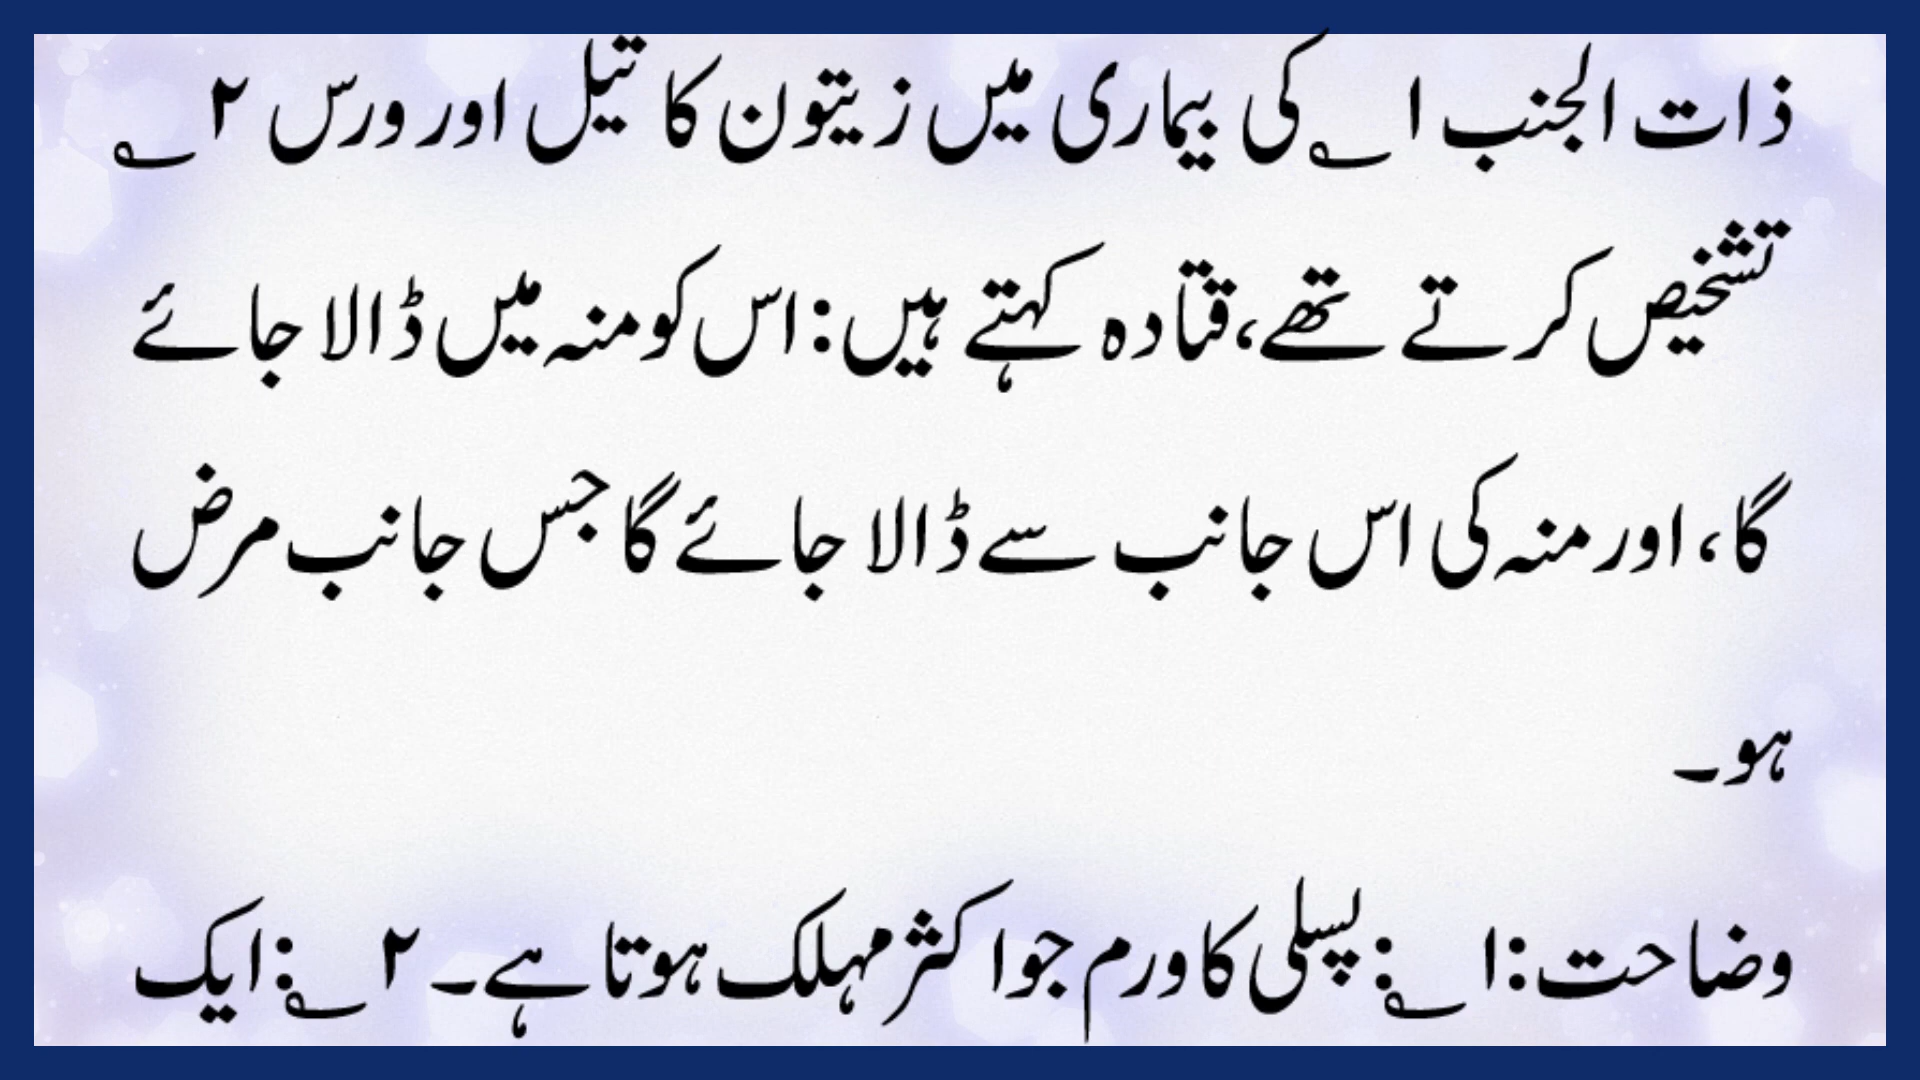 ذات الجنب ۱؎ کی بیماری میں زیتون کا تیل اور ورس ۲؎
تشخیص کرتے تھے، قتادہ کہتے ہیں: اس کو منہ میں ڈالا جائے
گا، اور منہ کی اس جانب سے ڈالا جائے گا جس جانب مرض
ہو۔
وضاحت: ۱؎: پسلی کا ورم جو اکثر مہلک ہوتا ہے۔ ۲؎: ایک